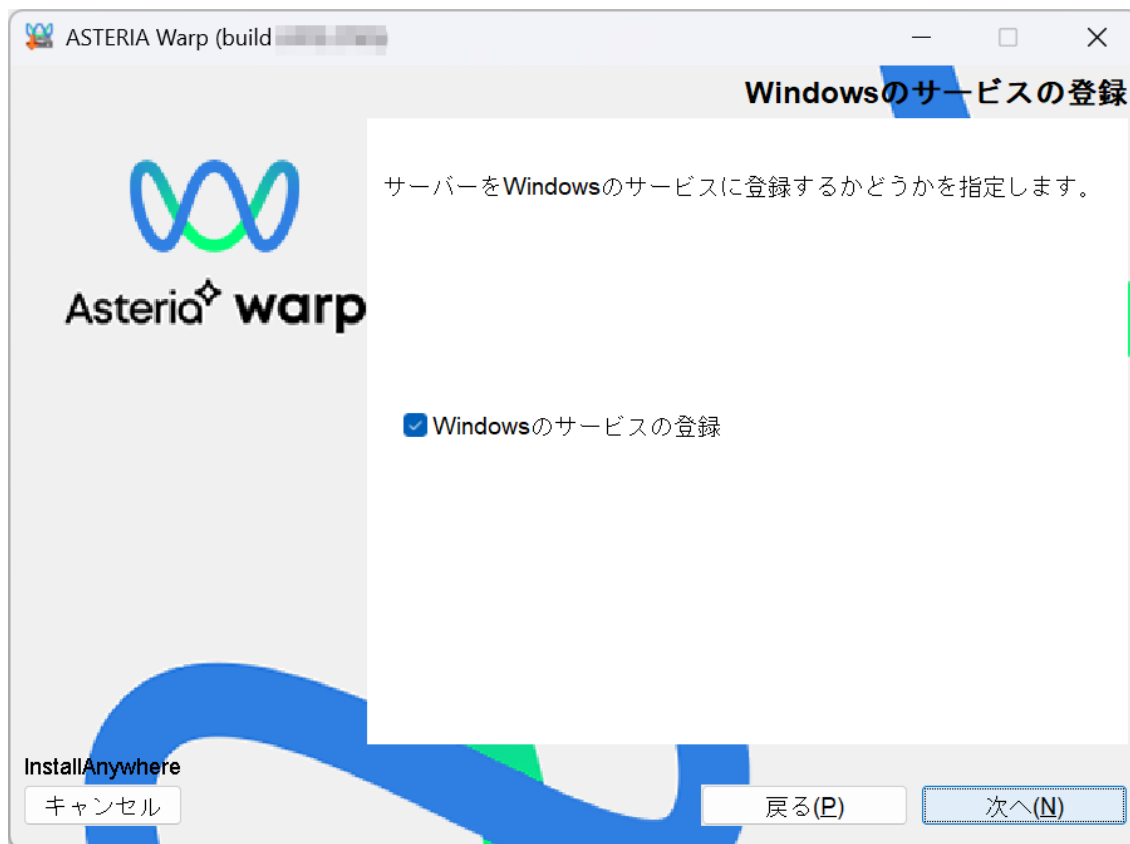 ASTERIA Warp (build
Windowsのサービスの登録
Asteria warp
サーバーをWindowsのサービスに登録するかどうかを指定します。
Windowsのサービスの登録
InstallAnywhere
キャンセル
戻る(P)
次へ(N)